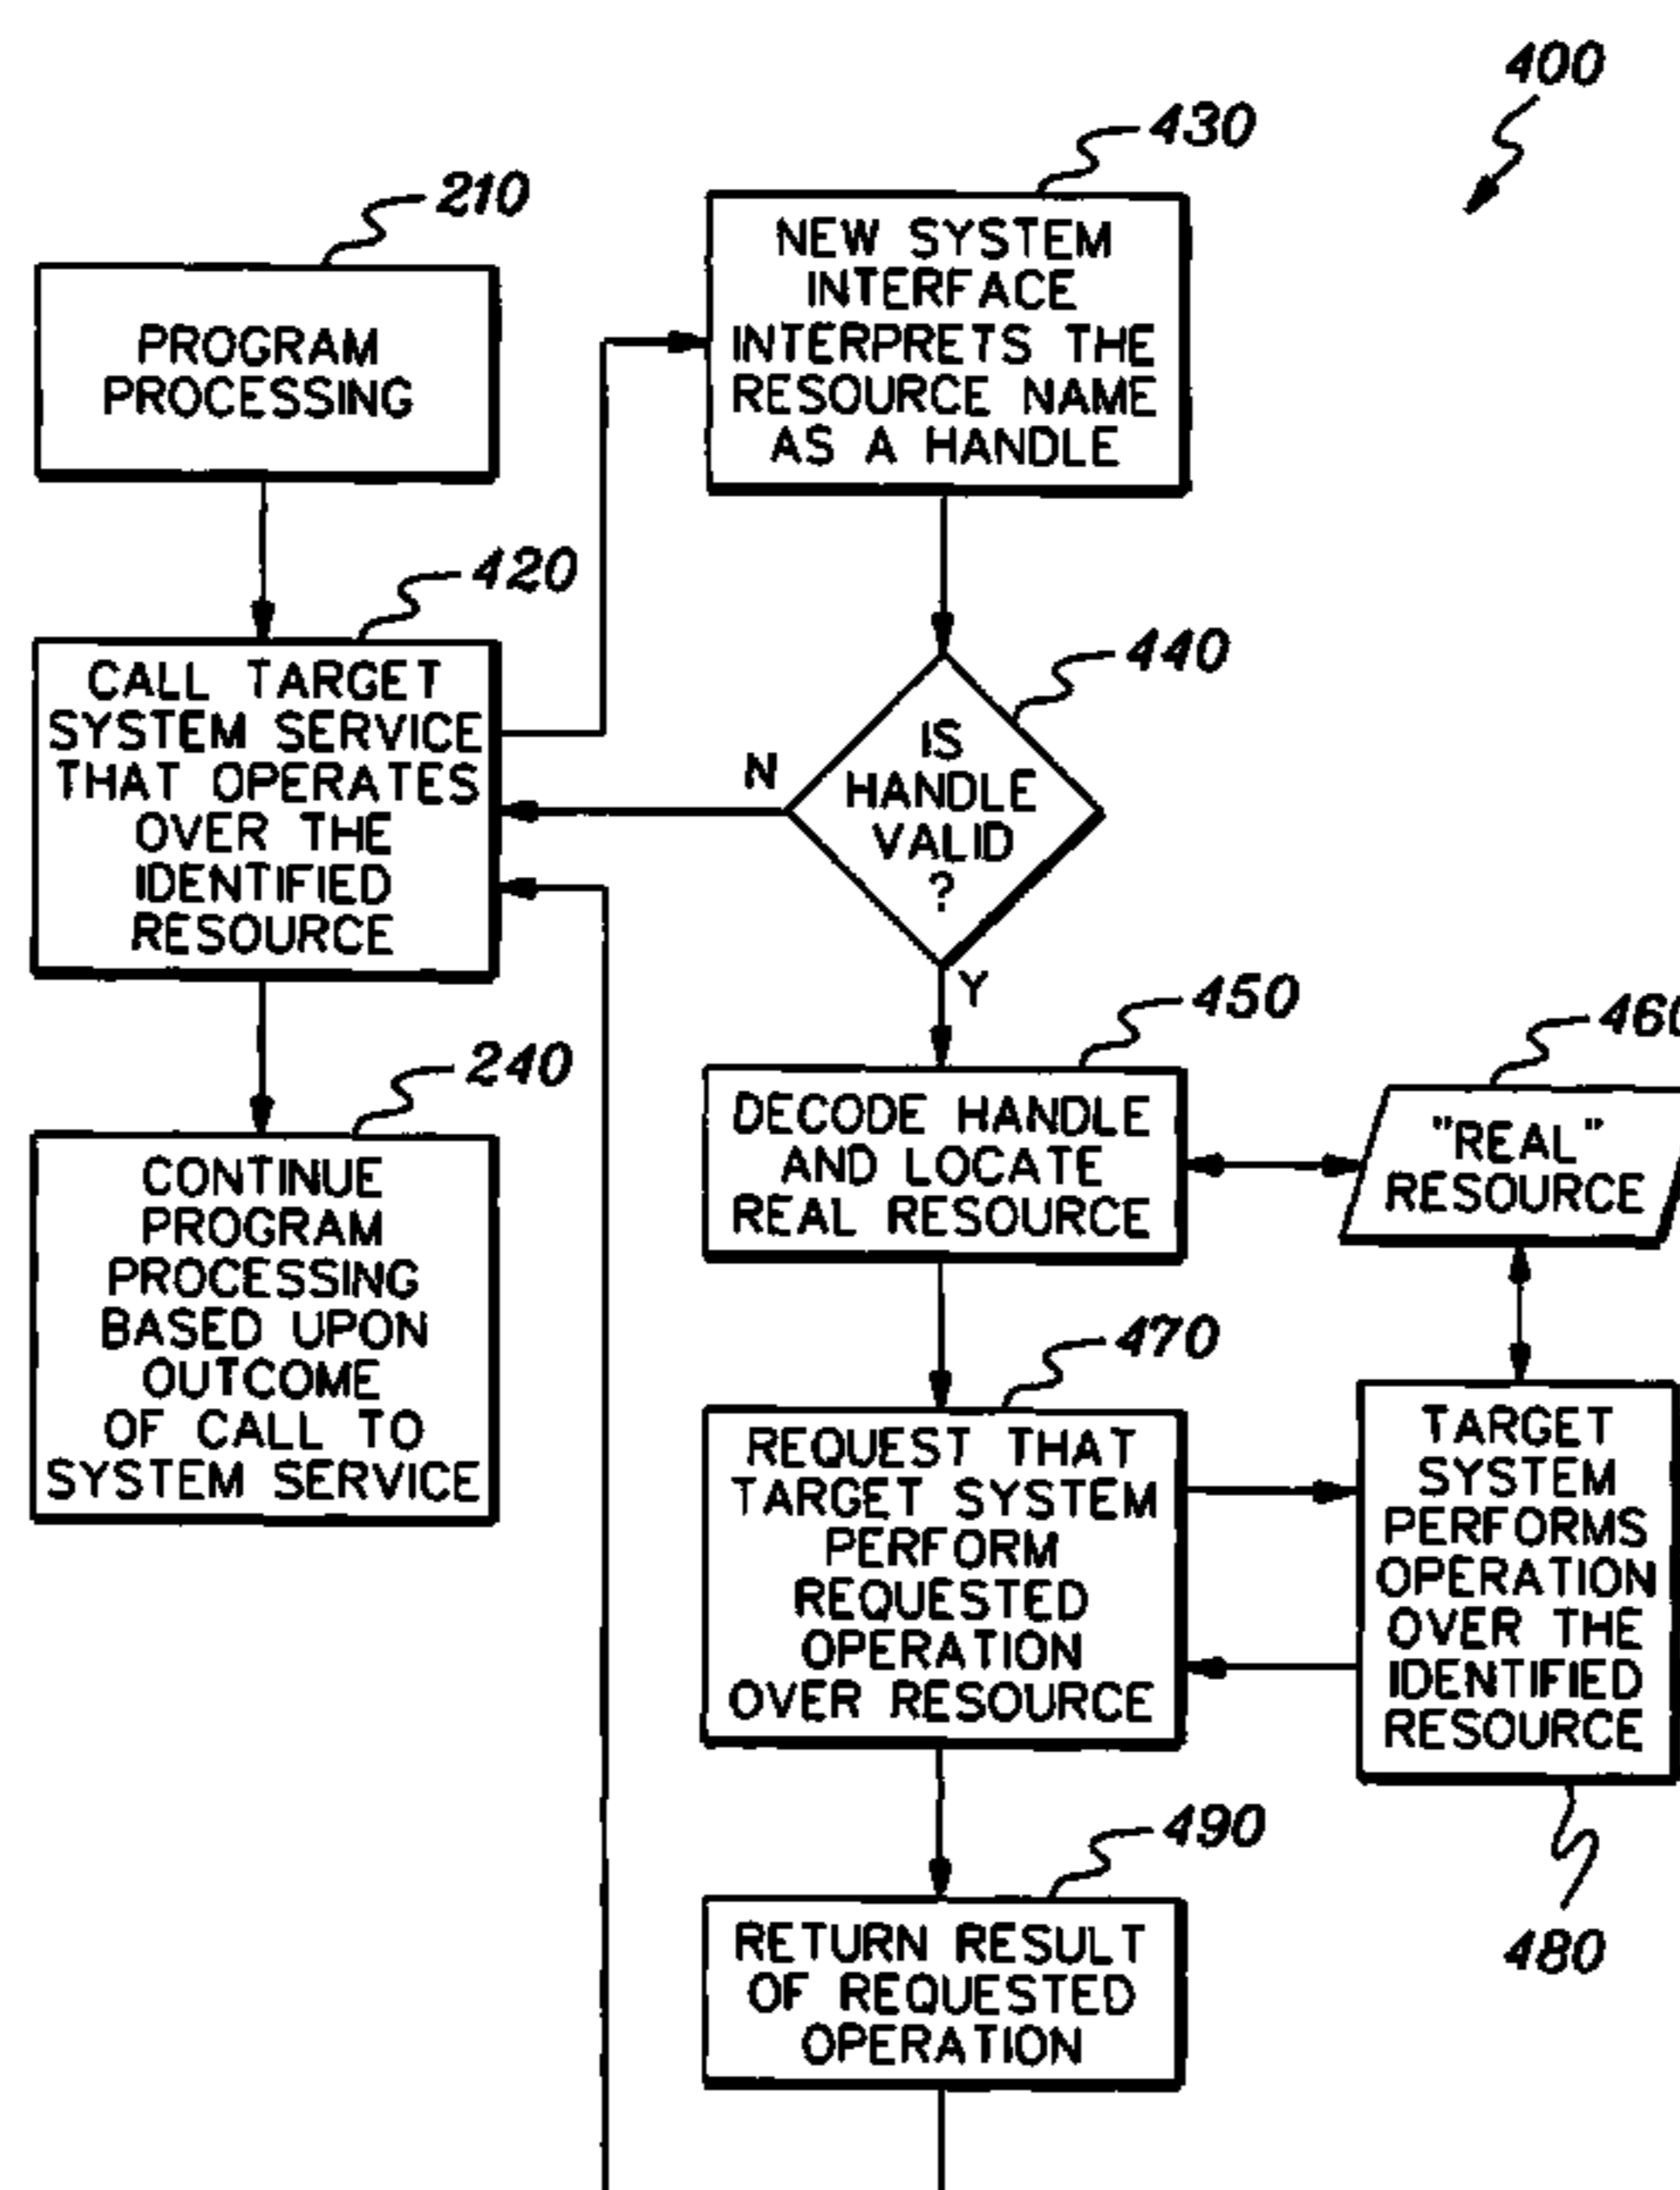 400
210
PROGRAM
PROCESSING
420
CALL TARGET
SYSTEM SERVICE
THAT OPERATES
OVER THE
IDENTIFIED
RESOURCE
240
CONTINUE
PROGRAM
PROCESSING
BASED UPON
OUTCOME
OF CALL TO
SYSTEM SERVICE
430
NEW SYSTEM
INTERFACE
INTERPRETS THE
RESOURCE NAME
AS A HANDLE
440
IS
HANDLE
VALID
?
N
Y
450
DECODE HANDLE
AND LOCATE
REAL RESOURCE
460
"REAL"
RESOURCE
470
REQUEST THAT
TARGET SYSTEM
PERFORM
REQUESTED
OPERATION
OVER RESOURCE
TARGET
SYSTEM
PERFORMS
OPERATION
OVER THE
IDENTIFIED
RESOURCE
480
490
RETURN RESULT
OF REQUESTED
OPERATION